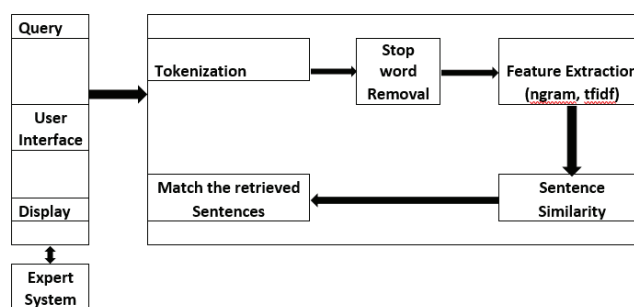 Query
User
Interface
Display
Expert
System
Tokenization
Stop
word
Removal
Feature Extraction
(ngram, tfidf)
Match the retrieved
Sentences
Sentence
Similarity